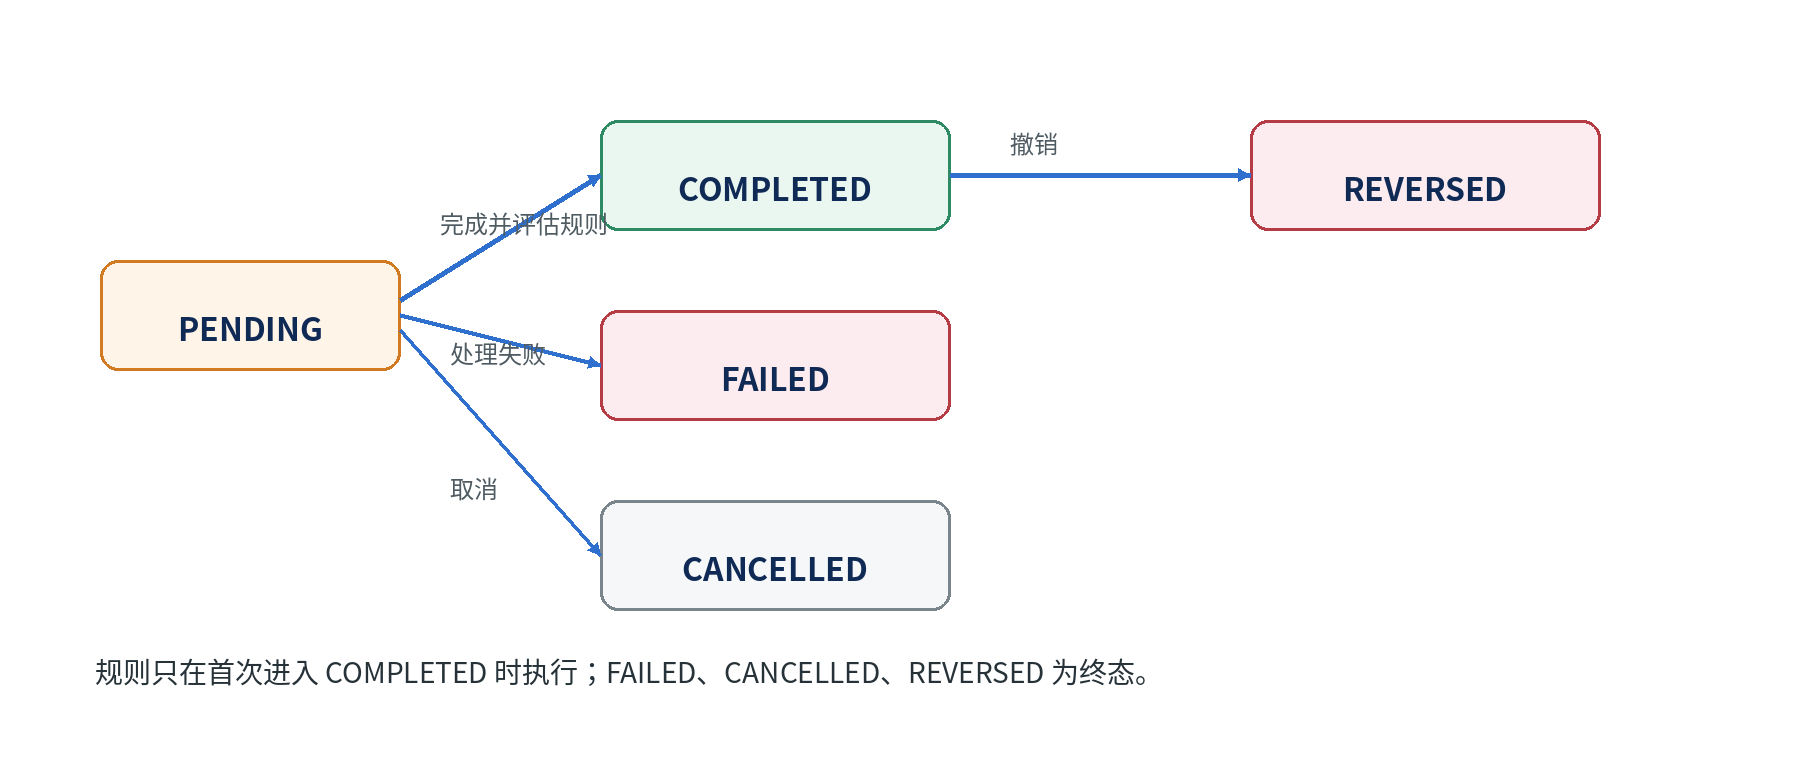 撤销
COMPLETED
REVERSED
完成并评估规则
PENDING
处理失败
FAILED
取消
CANCELLED
规则只在首次进入 COMPLETED 时执行；FAILED、CANCELLED、REVERSED 为终态。